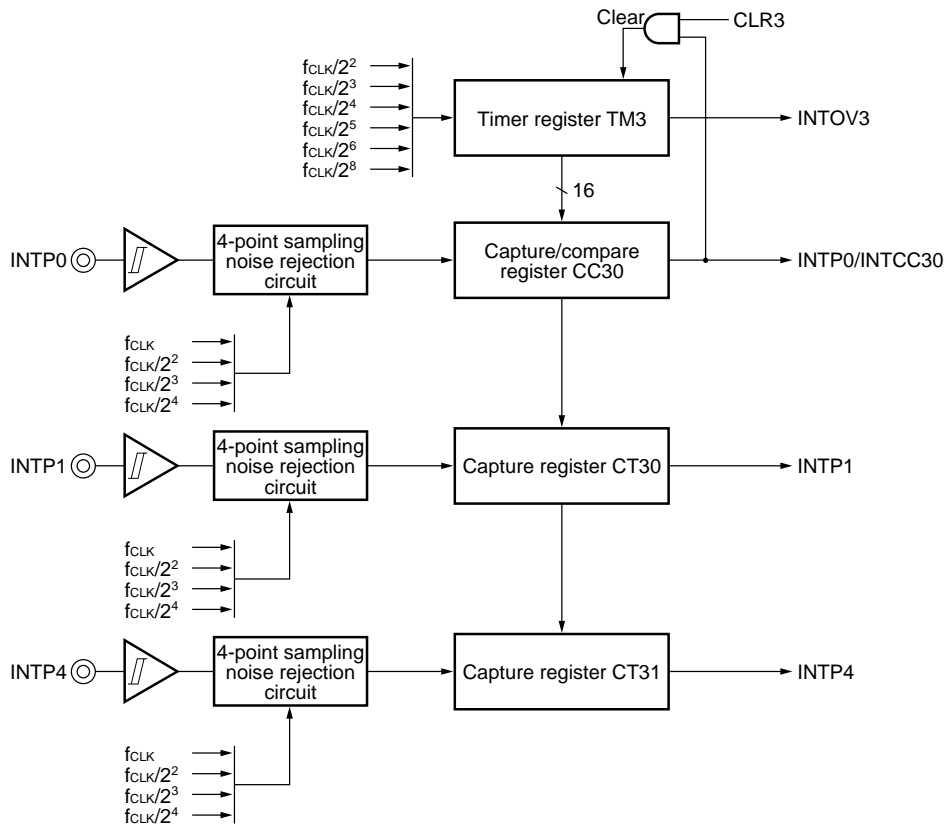 Clear
CLR3
fCLK/2²
fCLK/2³
fCLK/2⁴
fCLK/2⁵
fCLK/2⁶
fCLK/2⁸
Timer register TM3
INTOV3
16
INTP0
4-point sampling
noise rejection
circuit
Capture/compare
register CC30
INTP0/INTCC30
fCLK
fCLK/2²
fCLK/2³
fCLK/2⁴
INTP1
4-point sampling
noise rejection
circuit
Capture register CT30
INTP1
fCLK
fCLK/2²
fCLK/2³
fCLK/2⁴
INTP4
4-point sampling
noise rejection
circuit
Capture register CT31
INTP4
fCLK
fCLK/2²
fCLK/2³
fCLK/2⁴